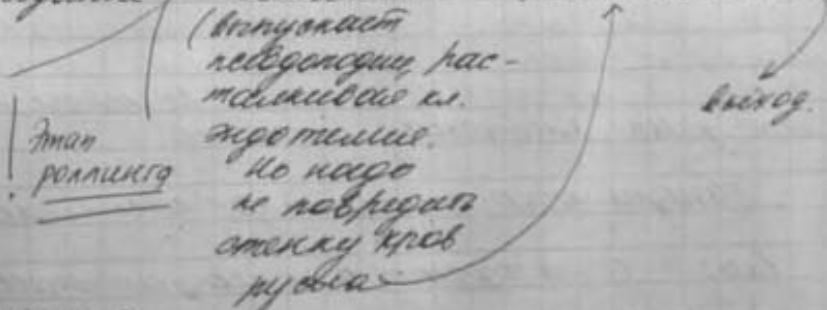 (выпускает
псевдоподии, рас-
талкивая кл.
эндотелия.
Но надо
не повредить
стенку кров
русла
! Этап
роллинга
выход.